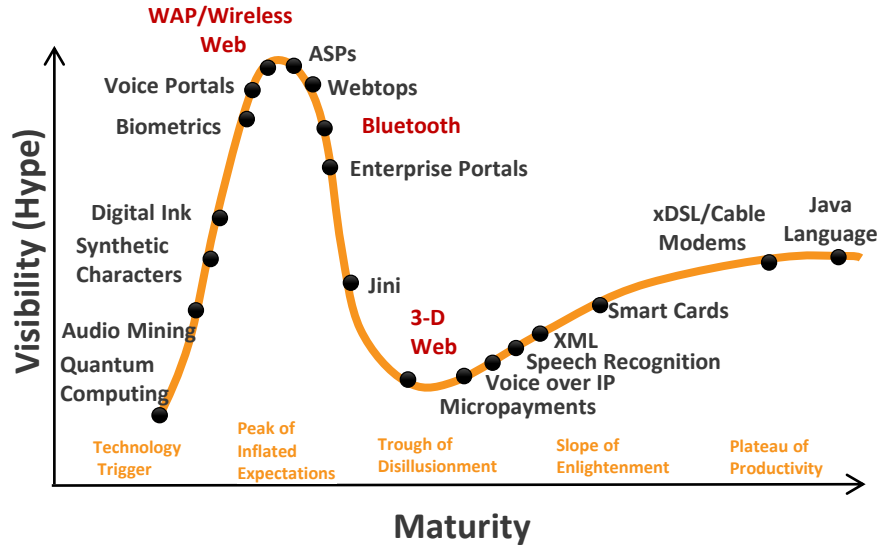 WAP/Wireless
Web
ASPs
Voice Portals
Webtops
Biometrics
Bluetooth
Enterprise Portals
Digital Ink
Synthetic
Characters
Audio Mining
Quantum
Computing
Jini
3-D
Web
xDSL/Cable
Modems
Java
Language
Smart Cards
XML
Speech Recognition
Voice over IP
Micropayments
Visibility (Hype)
Technology
Trigger
Peak of
Inflated
Expectations
Trough of
Disillusionment
Slope of
Enlightenment
Plateau of
Productivity
Maturity